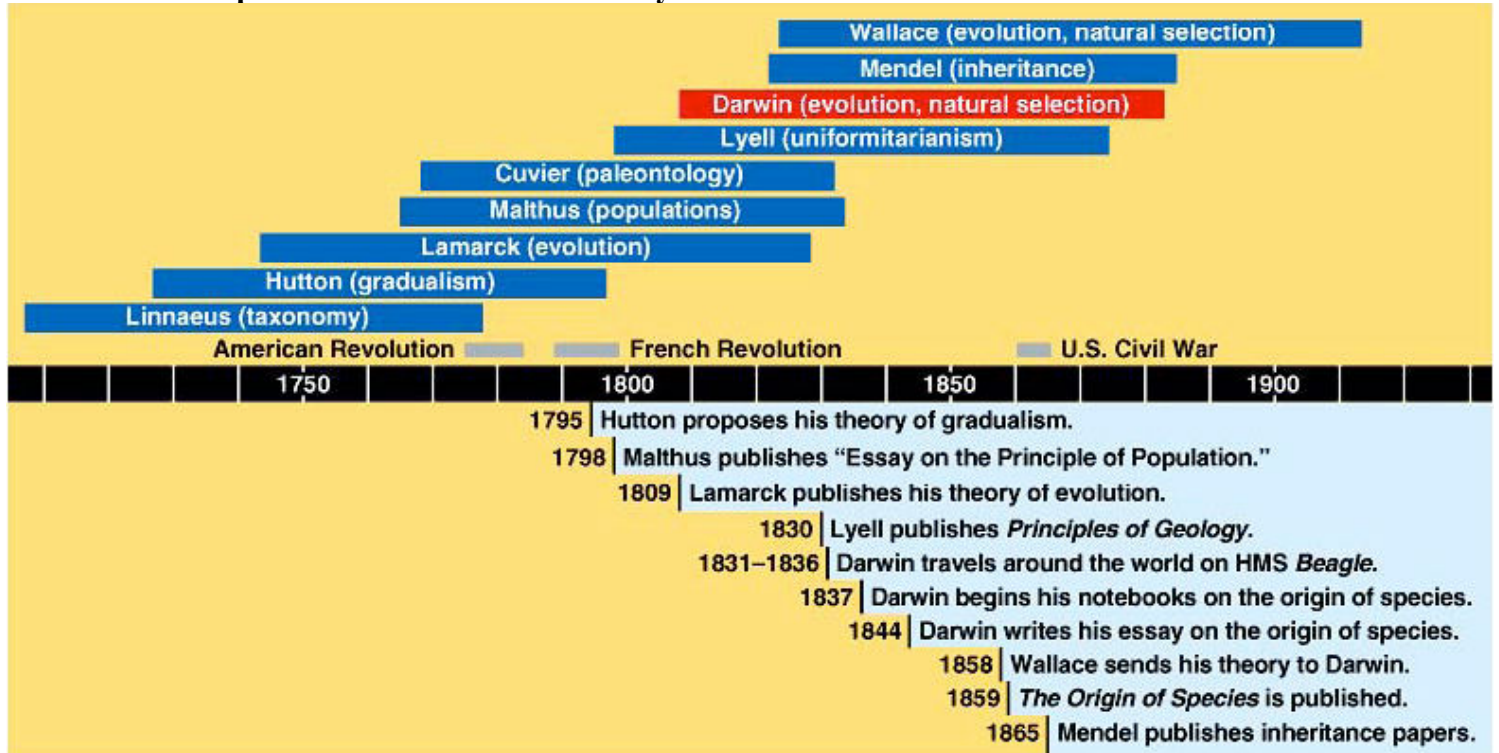 Wallace (evolution, natural selection)
Mendel (inheritance)
Darwin (evolution, natural selection)
Lyell (uniformitarianism)
Cuvier (paleontology)
Malthus (populations)
Lamarck (evolution)
Hutton (gradualism)
Linnaeus (taxonomy)
American Revolution French Revolution U.S. Civil War
1750 1800 1850 1900
1795 Hutton proposes his theory of gradualism.
1798 Malthus publishes “Essay on the Principle of Population.”
1809 Lamarck publishes his theory of evolution.
1830 Lyell publishes Principles of Geology.
1831–1836 Darwin travels around the world on HMS Beagle.
1837 Darwin begins his notebooks on the origin of species.
1844 Darwin writes his essay on the origin of species.
1858 Wallace sends his theory to Darwin.
1859 The Origin of Species is published.
1865 Mendel publishes inheritance papers.